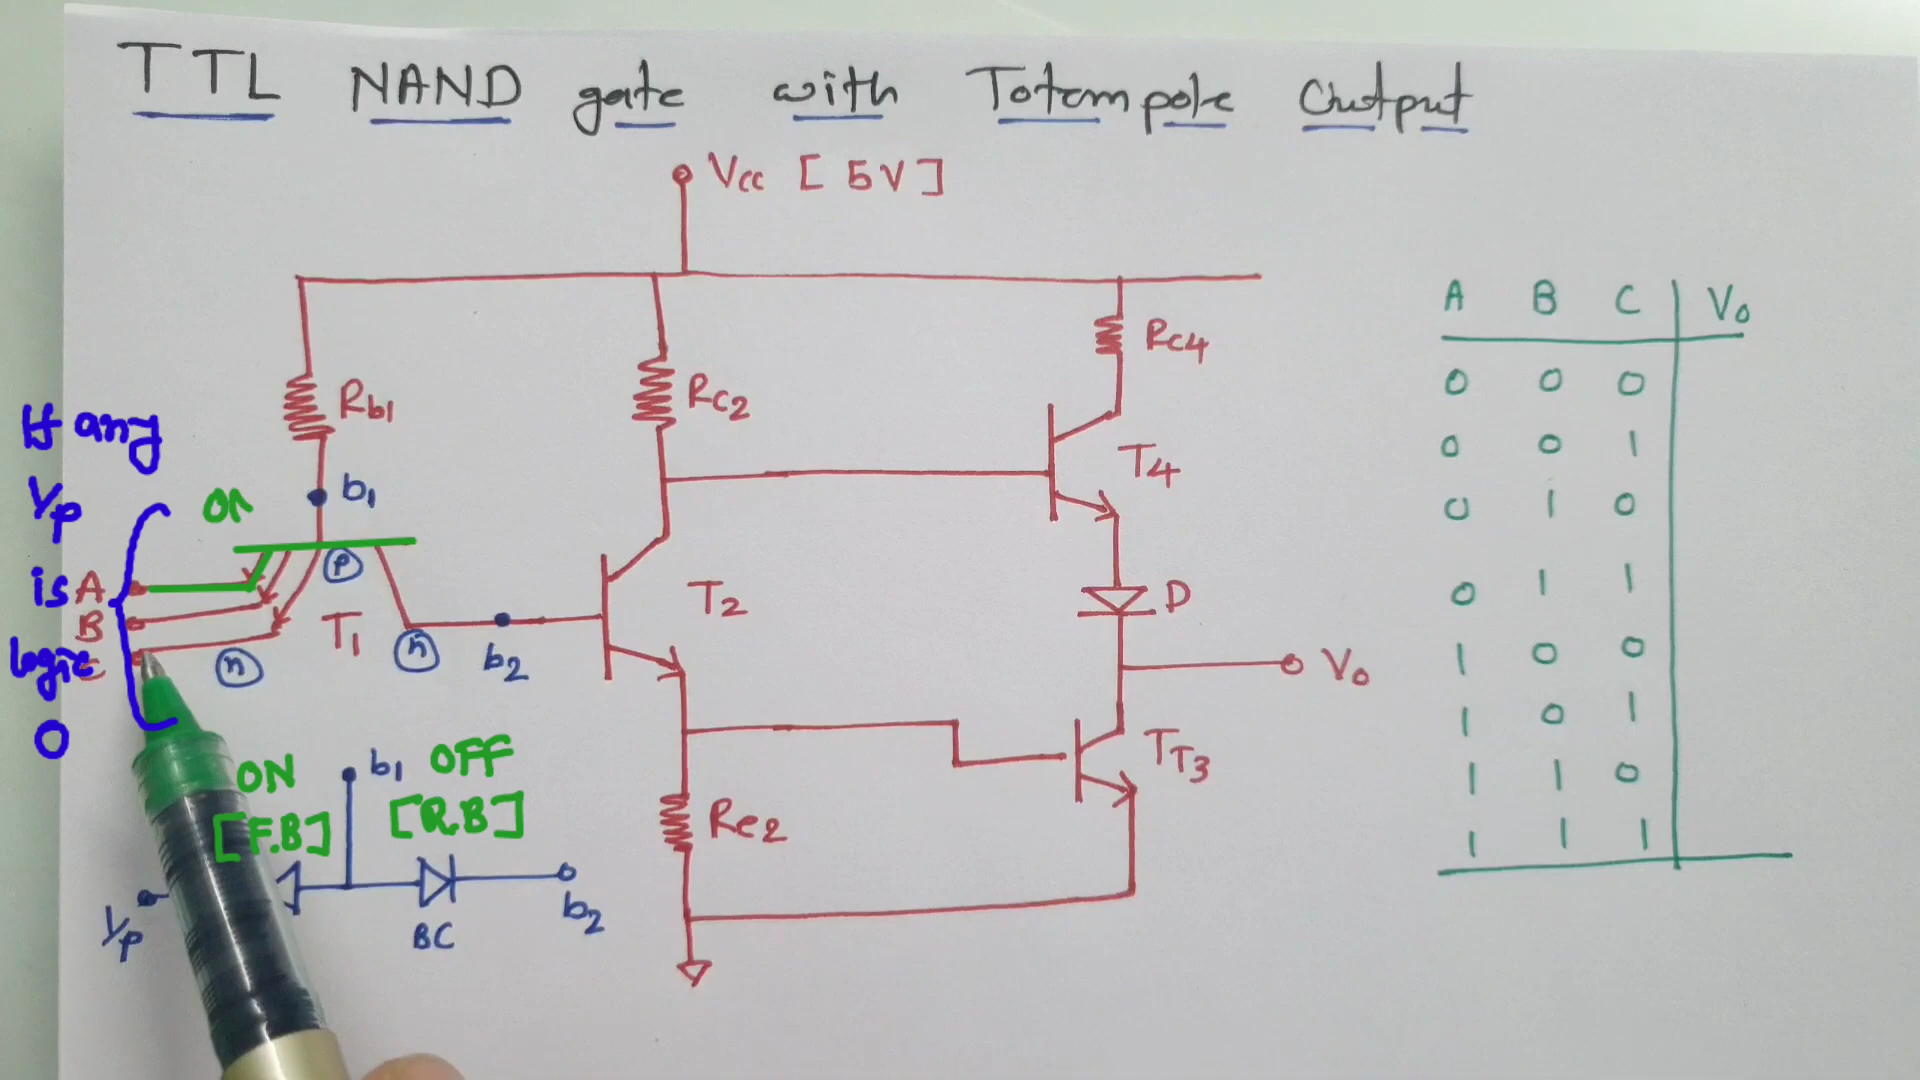 TTL NAND gate with Totempole Output
Vcc [ 5V ]
Rb1
Rc2
Rc4
b1
ON
If any
I/p
is
logic
0
A
B
C
p
n
n
T1
b2
T2
T4
D
Vo
TT3
Re2
ON
[F.B]
b1
OFF
[R.B]
I/p
BC
b2
A B C Vo
0 0 0
0 0 1
0 1 0
0 1 1
1 0 0
1 0 1
1 1 0
1 1 1